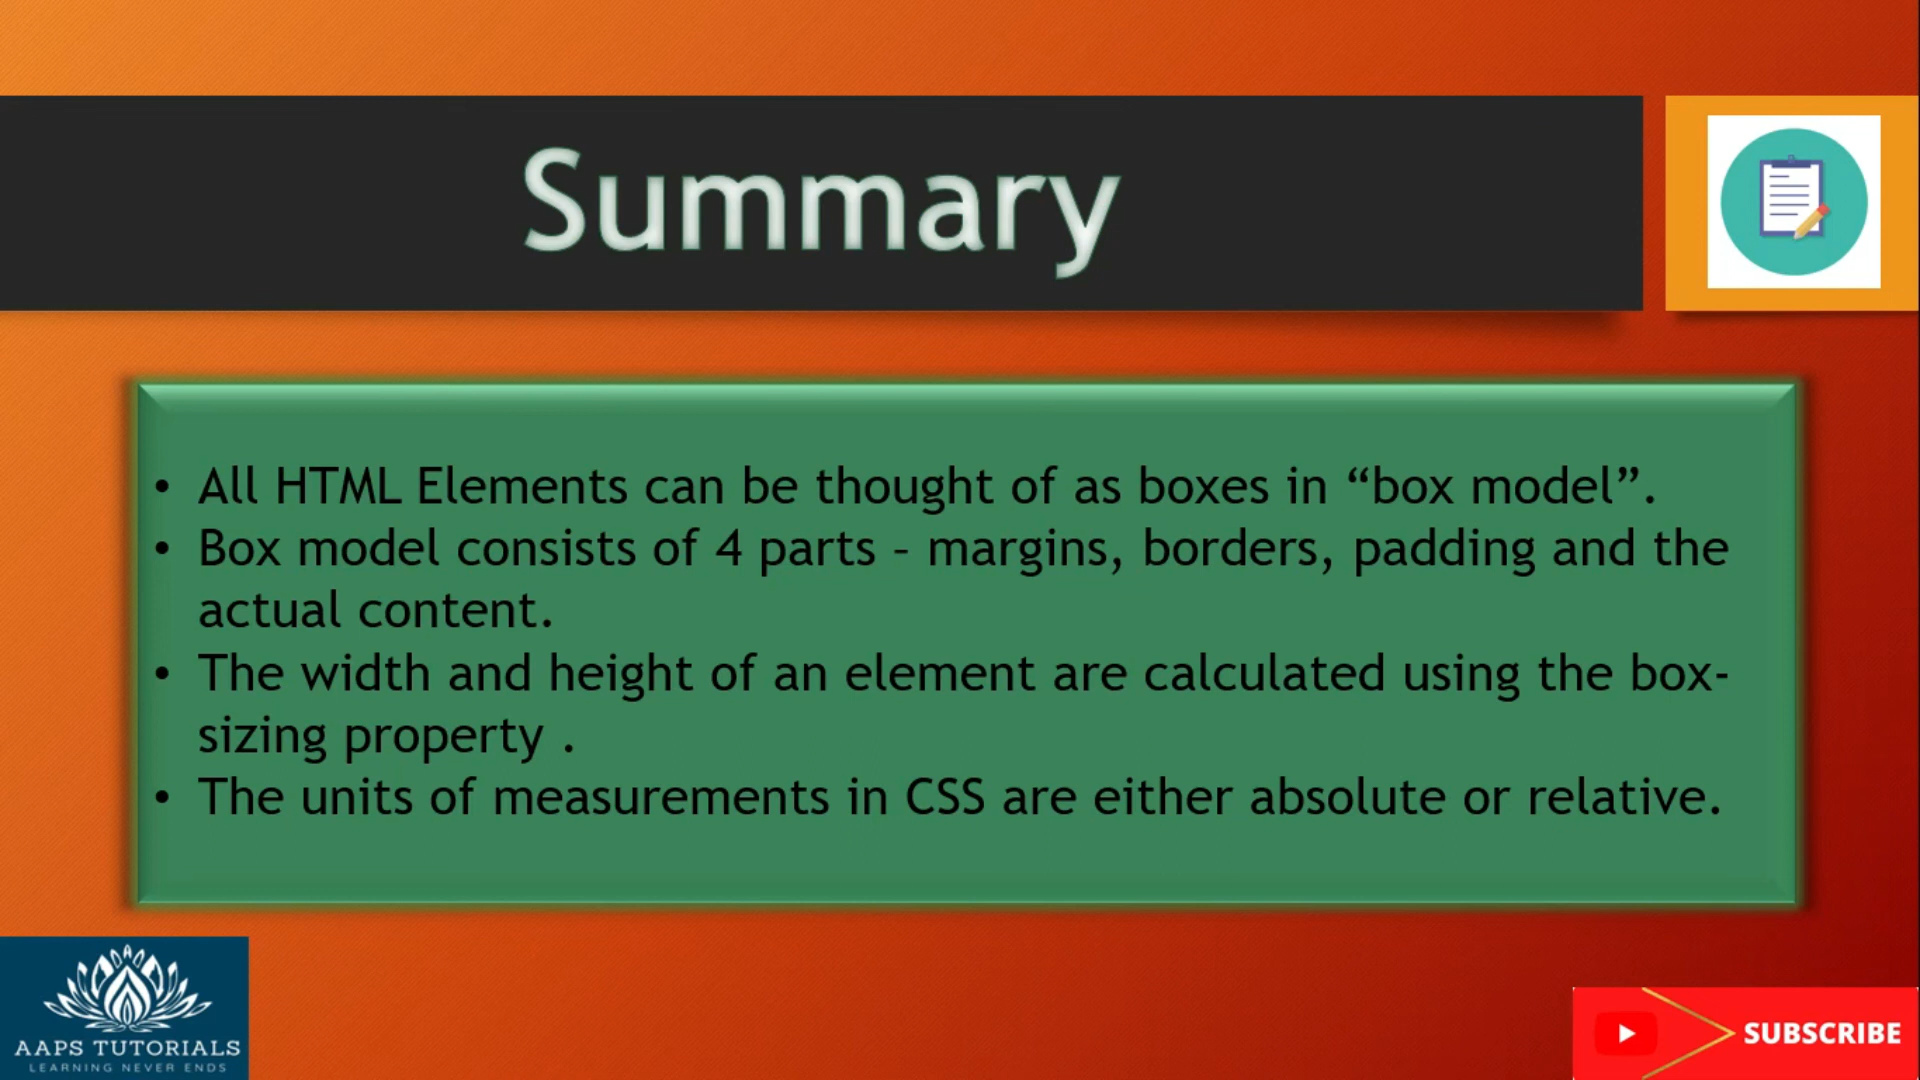 Summary
• All HTML Elements can be thought of as boxes in “box model”.
• Box model consists of 4 parts – margins, borders, padding and the
actual content.
• The width and height of an element are calculated using the box-
sizing property .
• The units of measurements in CSS are either absolute or relative.
AAPS TUTORIALS
LEARNING NEVER ENDS
SUBSCRIBE